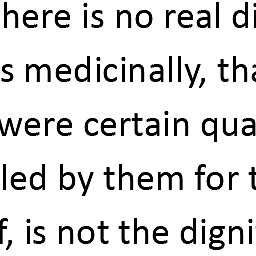 here is no real di
s medicinally, tha
were certain qua
led by them for t
f, is not the digni